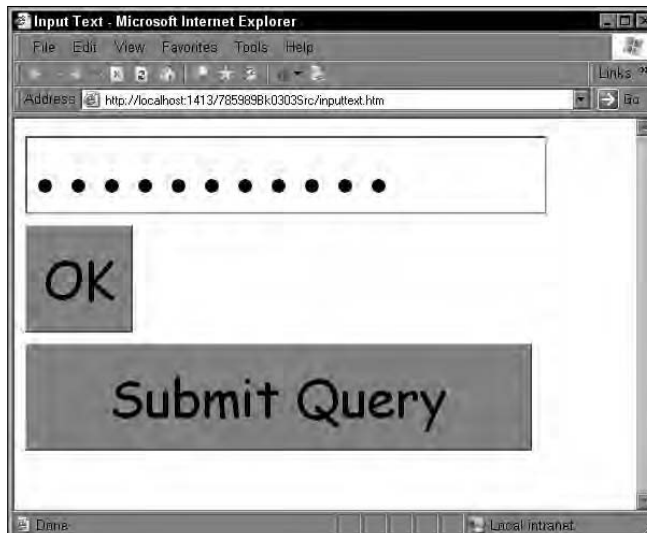 Input Text - Microsoft Internet Explorer
File Edit View Favorites Tools Help
Links »
Address http://localhost:1413/785989Bk0303Src/inputtext.htm Go
OK
Submit Query
Done Local intranet